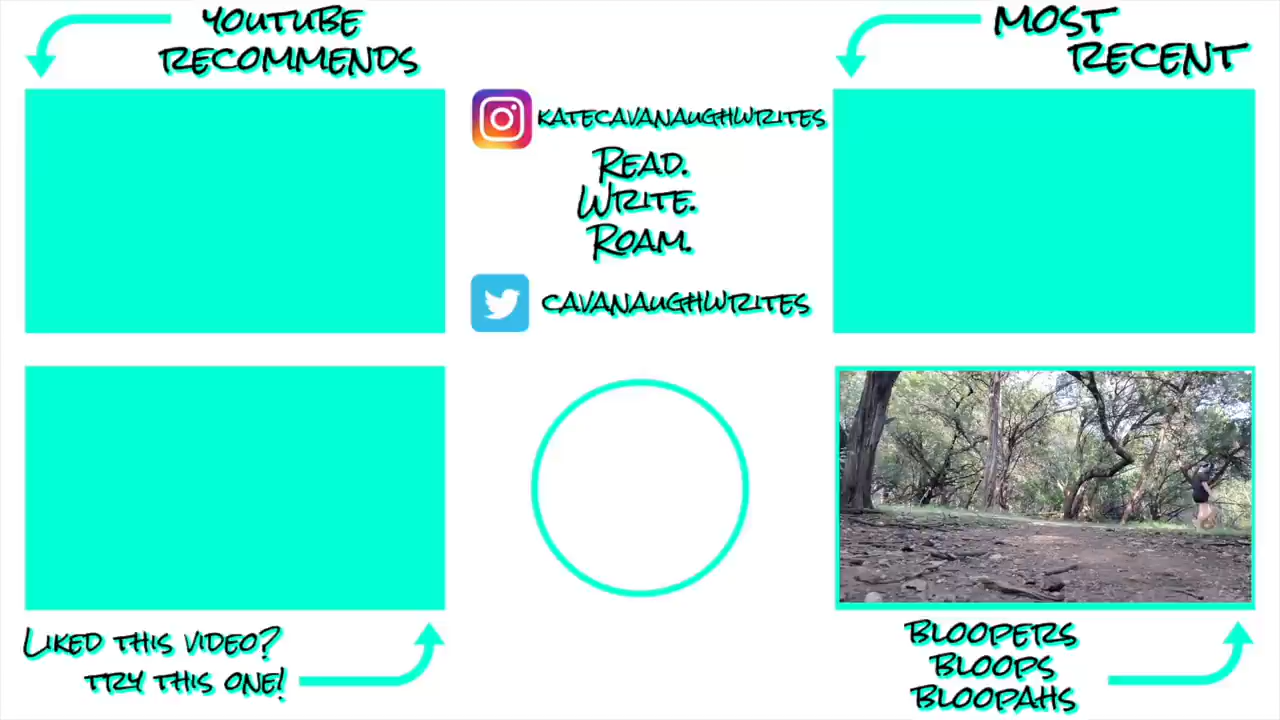 YOUTUBE
RECOMMENDS
MOST
RECENT
KATECAVANAUGHWRITES
READ.
WRITE.
ROAM.
CAVANAUGHWRITES
LIKED THIS VIDEO?
TRY THIS ONE!
BLOOPERS
BLOOPS
BLOOPAHS